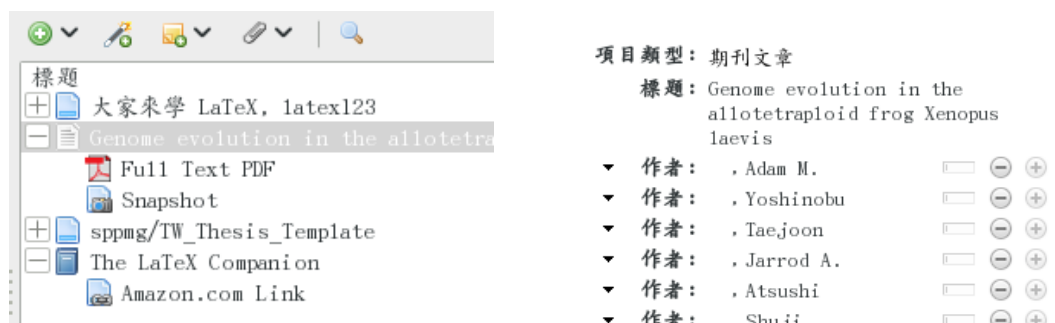 標題
大家來學 LaTeX, latex123
Genome evolution in the allotetra
Full Text PDF
Snapshot
sppmg/TW_Thesis_Template
The LaTeX Companion
Amazon.com Link
項目類型: 期刊文章
標題: Genome evolution in the
allotetraploid frog Xenopus
laevis
作者: , Adam M.
作者: , Yoshinobu
作者: , Taejoon
作者: , Jarrod A.
作者: , Atsushi
作者: Shuji